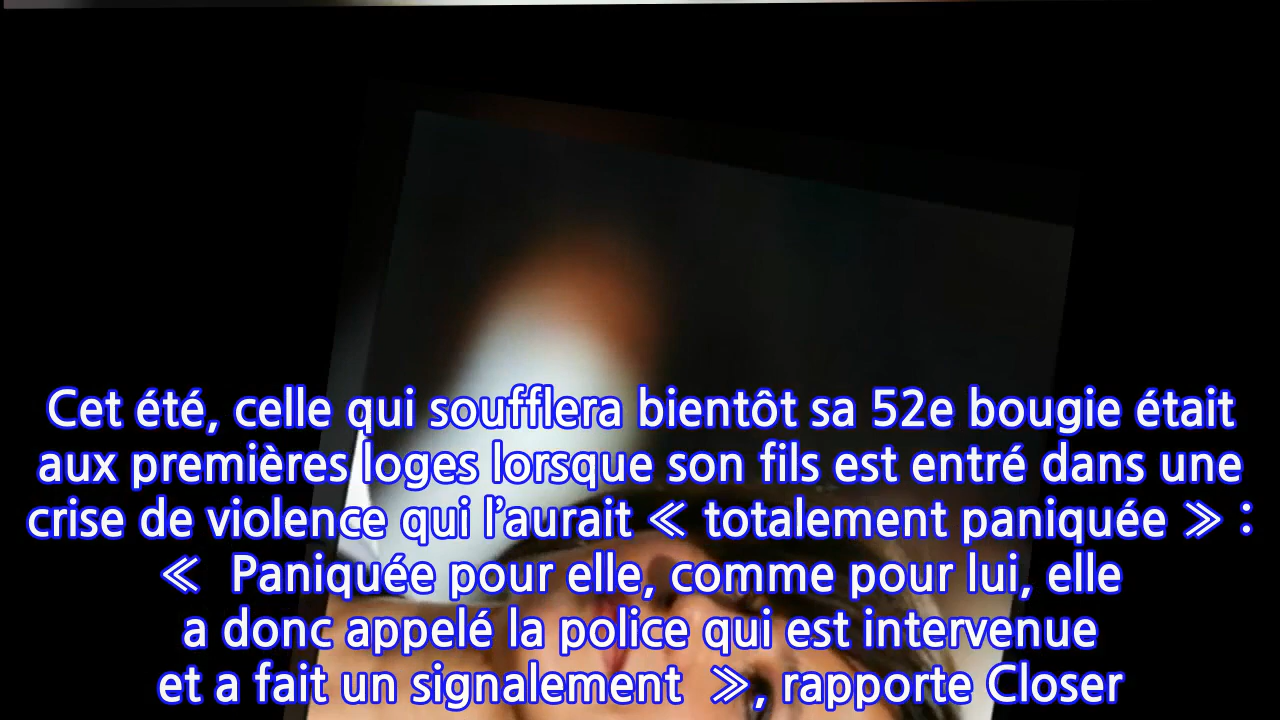 Cet été, celle qui soufflera bientôt sa 52e bougie était
aux premières loges lorsque son fils est entré dans une
crise de violence qui l’aurait ≪ totalement paniquée ≫ :
≪  Paniquée pour elle, comme pour lui, elle
a donc appelé la police qui est intervenue
et a fait un signalement  ≫, rapporte Closer